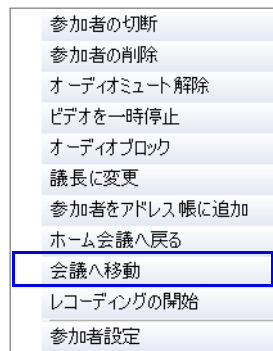 参加者の切断
参加者の削除
オーディオミュート解除
ビデオを一時停止
オーディオブロック
議長に変更
参加者をアドレス帳に追加
ホーム会議へ戻る
会議へ移動
レコーディングの開始
参加者設定